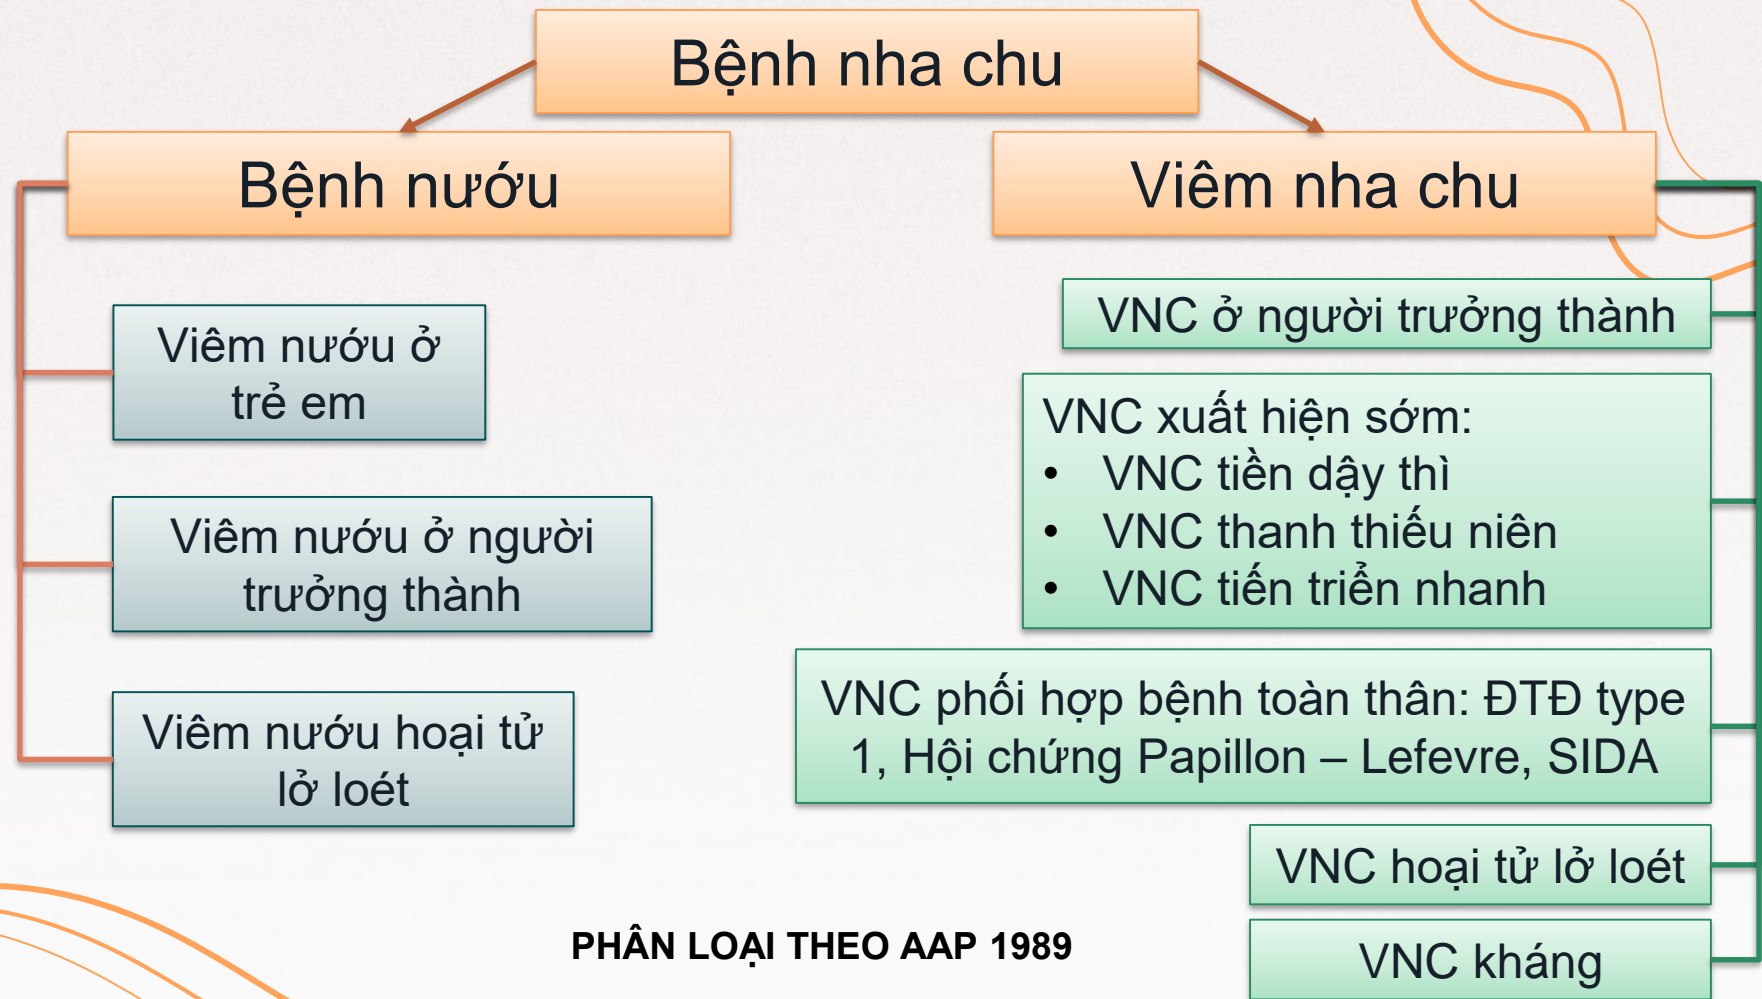 Bệnh nha chu
Bệnh nướu
Viêm nha chu
Viêm nướu ở
trẻ em
Viêm nướu ở người
trưởng thành
Viêm nướu hoại tử
lở loét
VNC ở người trưởng thành
VNC xuất hiện sớm:
• VNC tiền dậy thì
• VNC thanh thiếu niên
• VNC tiến triển nhanh
VNC phối hợp bệnh toàn thân: ĐTĐ type
1, Hội chứng Papillon – Lefevre, SIDA
VNC hoại tử lở loét
VNC kháng
PHÂN LOẠI THEO AAP 1989